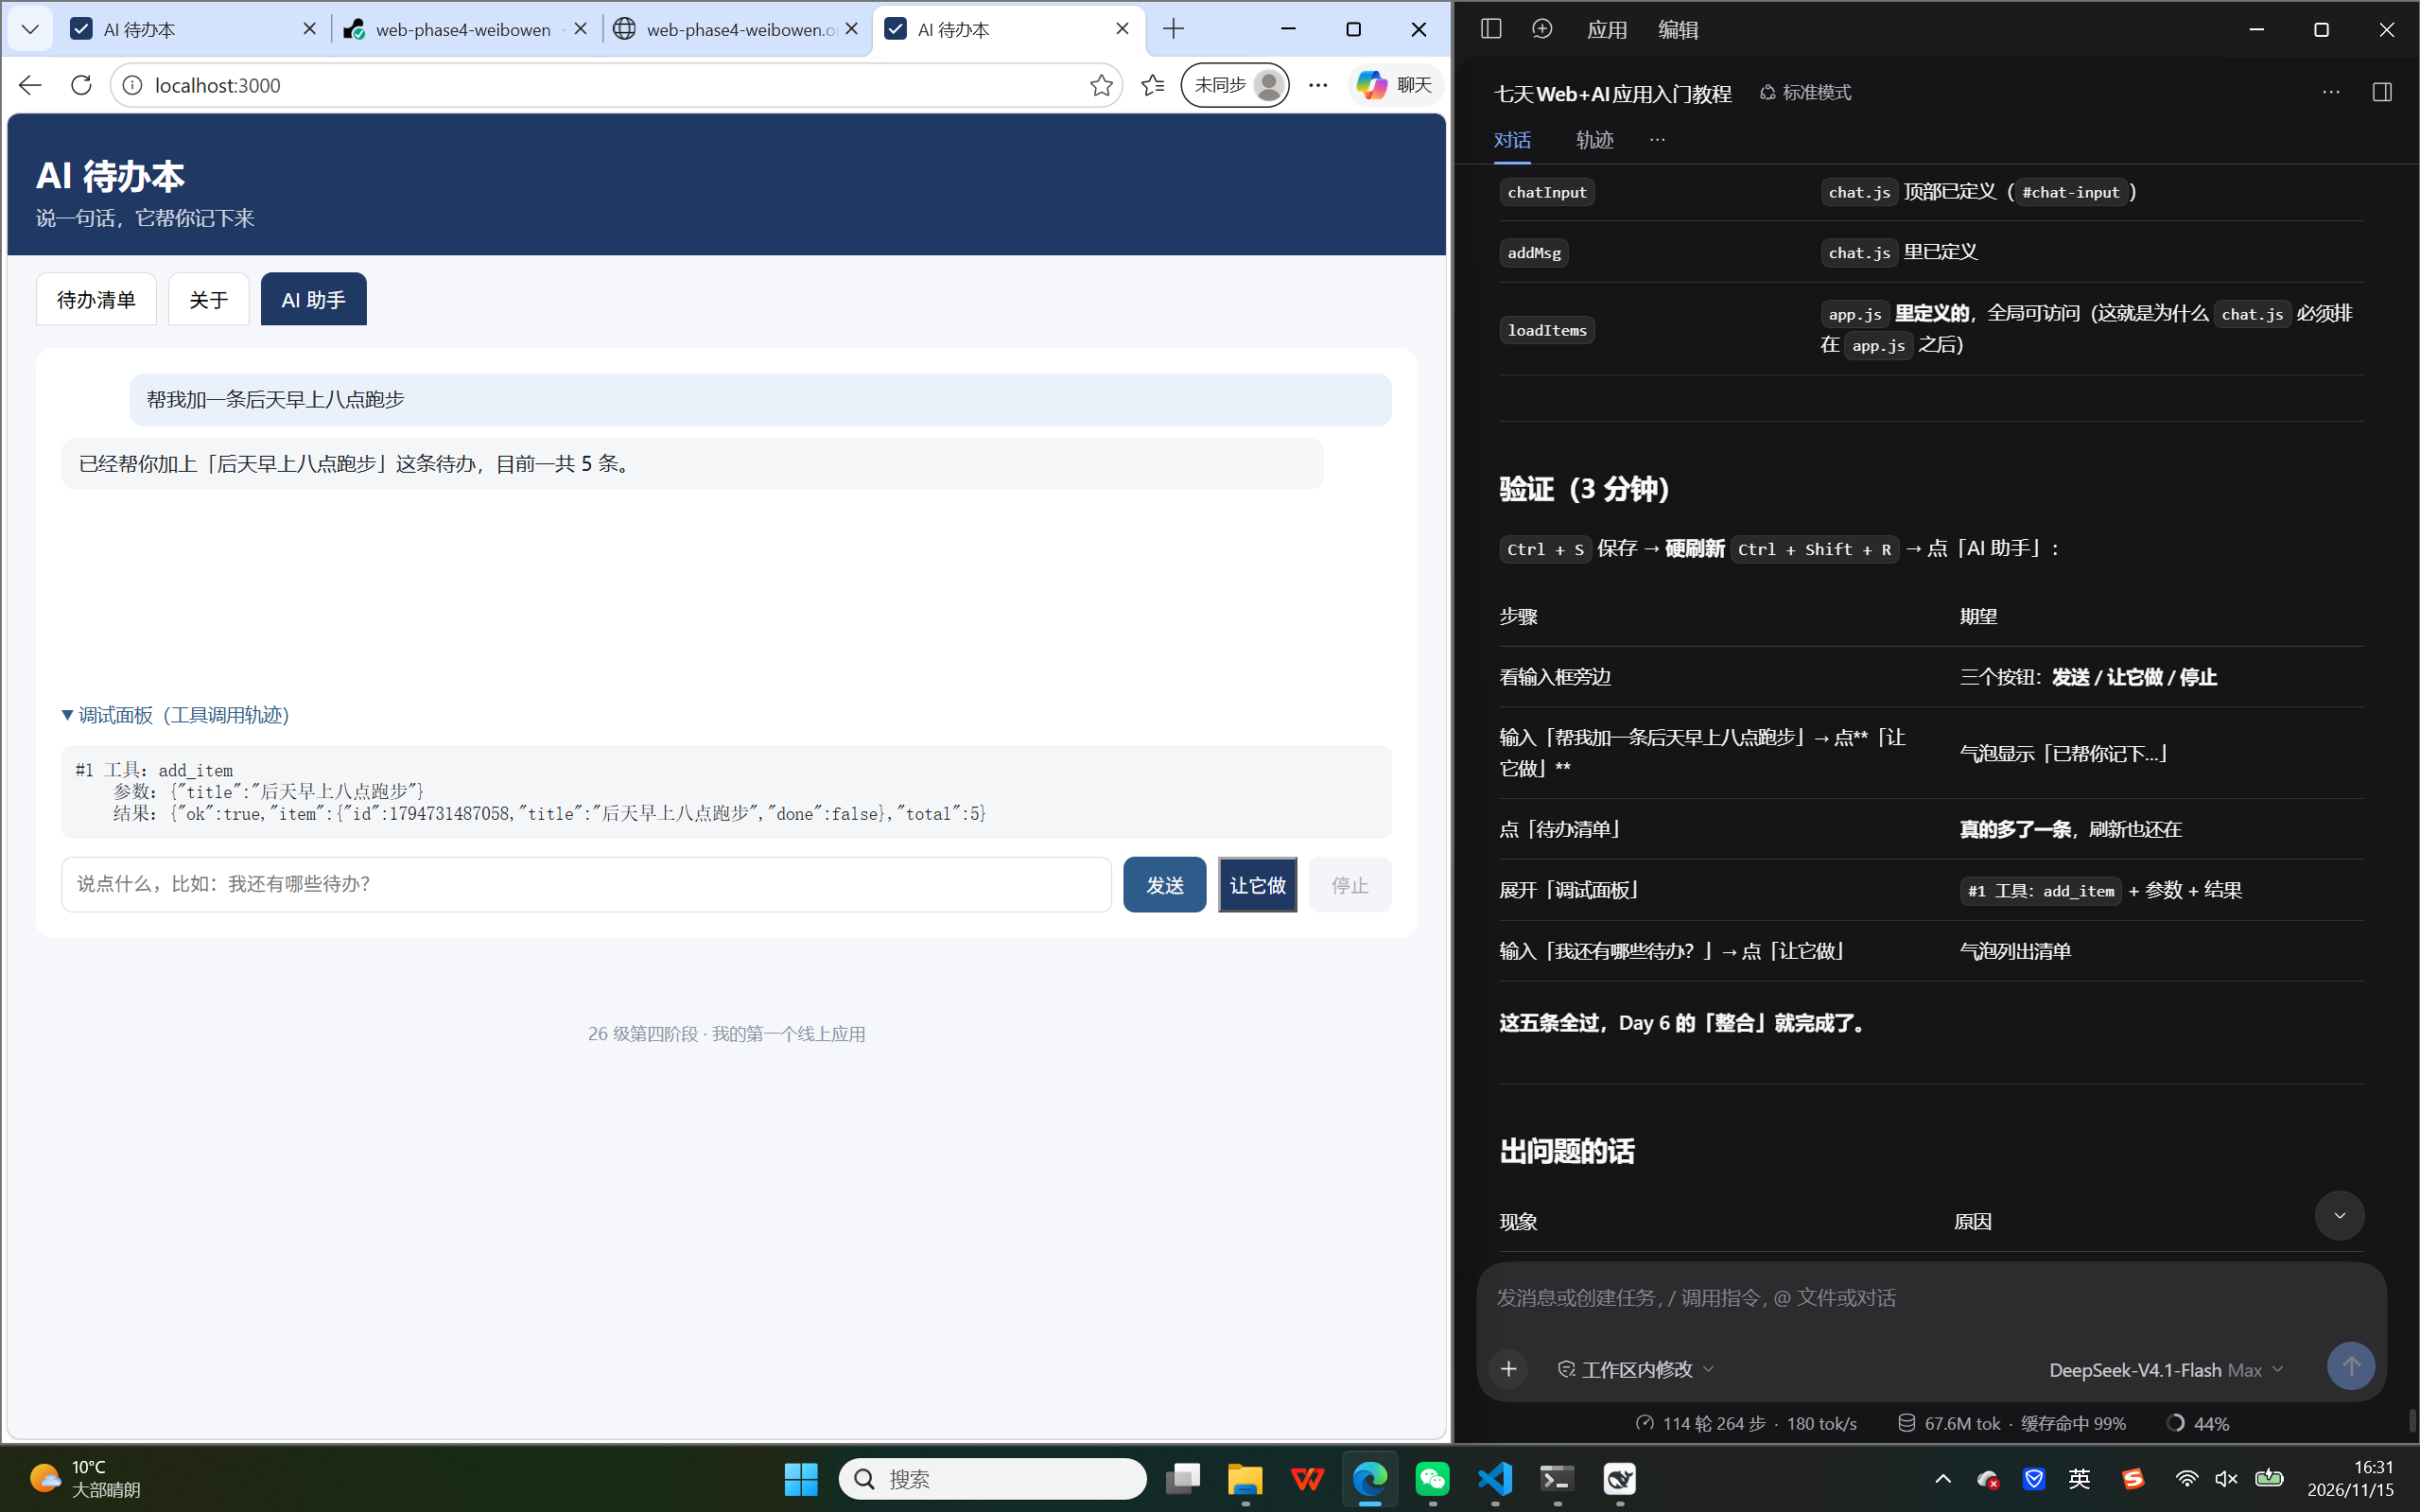 AI 待办本
web-phase4-weibowen
web-phase4-weibowen.o
AI 待办本
localhost:3000
未同步
聊天
AI 待办本
说一句话，它帮你记下来
待办清单
关于
AI 助手
帮我加一条后天早上八点跑步
已经帮你加上「后天早上八点跑步」这条待办，目前一共 5 条。
▼ 调试面板（工具调用轨迹）
#1 工具：add_item
参数：{"title":"后天早上八点跑步"}
结果：{"ok":true,"item":{"id":1794731487058,"title":"后天早上八点跑步","done":false},"total":5}
说点什么，比如：我还有哪些待办？
发送
让它做
停止
26 级第四阶段 · 我的第一个线上应用
应用
编辑
七天Web+AI应用入门教程
标准模式
对话
轨迹
chatInput
chat.js 顶部已定义（#chat-input）
addMsg
chat.js 里已定义
loadItems
app.js 里定义的，全局可访问（这就是为什么 chat.js 必须排
在 app.js 之后）
验证（3 分钟）
Ctrl + S 保存 → 硬刷新 Ctrl + Shift + R → 点「AI 助手」：
步骤
期望
看输入框旁边
三个按钮：发送 / 让它做 / 停止
输入「帮我加一条后天早上八点跑步」→ 点**「让
它做」**
气泡显示「已帮你记下…」
点「待办清单」
真的多了一条，刷新也还在
展开「调试面板」
#1 工具：add_item + 参数 + 结果
输入「我还有哪些待办？」→ 点「让它做」
气泡列出清单
这五条全过，Day 6 的「整合」就完成了。
出问题的话
现象
原因
发消息或创建任务, / 调用指令, @ 文件或对话
工作区内修改
DeepSeek-V4.1-Flash Max
114 轮 264 步 · 180 tok/s
67.6M tok · 缓存命中 99%
44%
10°C
大部晴朗
搜索
英
16:31
2026/11/15